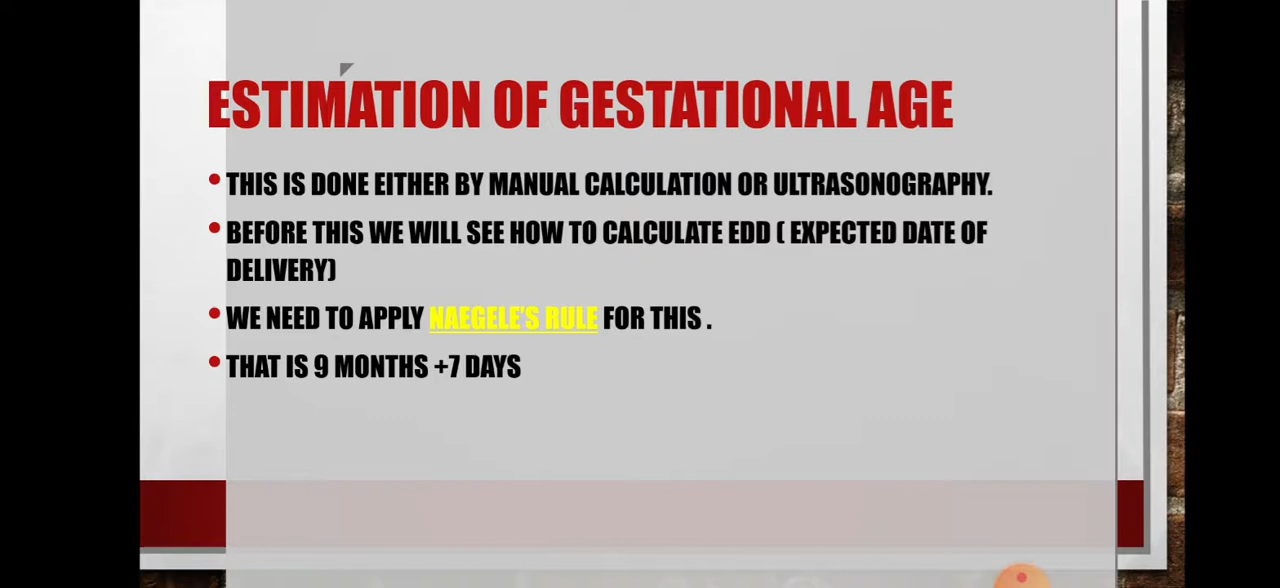 ESTIMATION OF GESTATIONAL AGE
• THIS IS DONE EITHER BY MANUAL CALCULATION OR ULTRASONOGRAPHY.
• BEFORE THIS WE WILL SEE HOW TO CALCULATE EDD ( EXPECTED DATE OF
DELIVERY)
• WE NEED TO APPLY NAEGELE'S RULE FOR THIS .
• THAT IS 9 MONTHS +7 DAYS